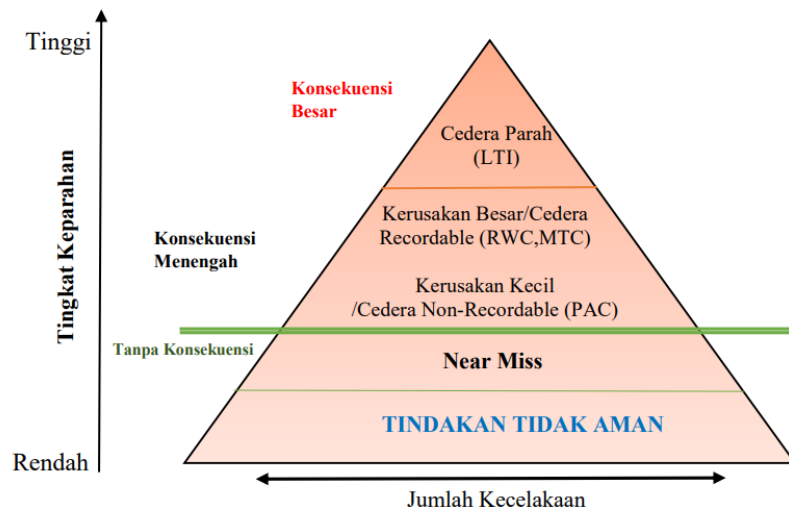 Tinggi
Konsekuensi
Besar
Cedera Parah
(LTI)
Tingkat Keparahan
Kerusakan Besar/Cedera
Recordable (RWC,MTC)
Konsekuensi
Menengah
Kerusakan Kecil
/Cedera Non-Recordable (PAC)
Tanpa Konsekuensi
Near Miss
TINDAKAN TIDAK AMAN
Rendah
Jumlah Kecelakaan